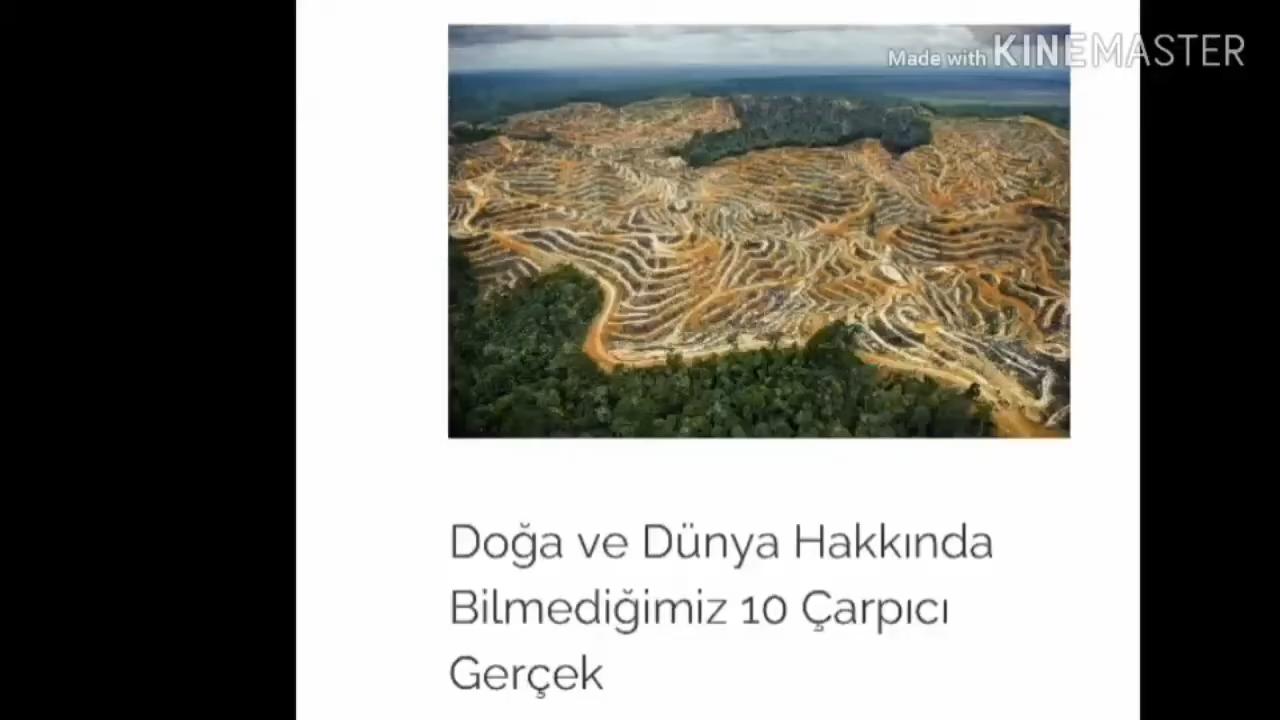 Made with KINEMASTER
Doğa ve Dünya Hakkında
Bilmediğimiz 10 Çarpıcı
Gerçek